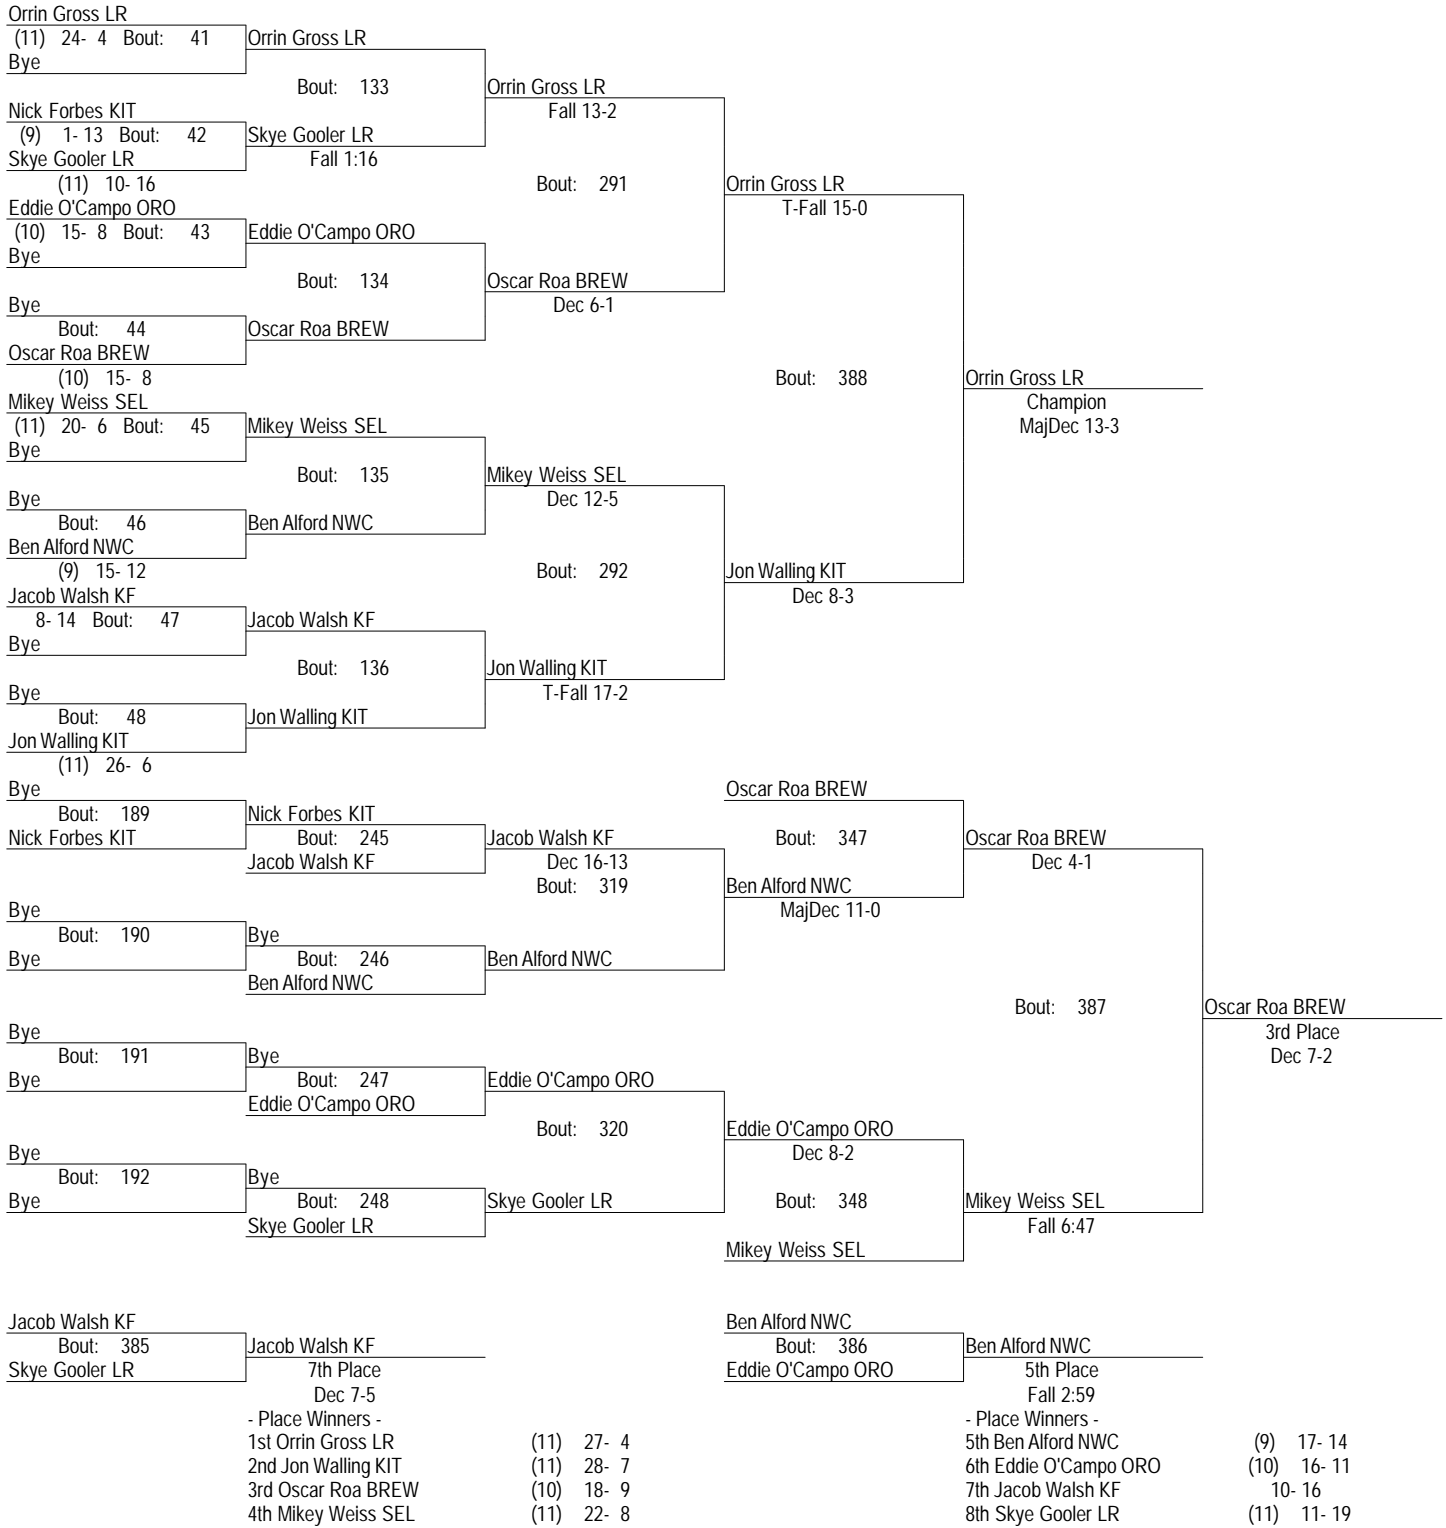 Orrin Gross LR
(11) 24- 4 Bout: 41 Orrin Gross LR
Bye
Bout: 133 Orrin Gross LR
Nick Forbes KIT Fall 13-2
(9) 1- 13 Bout: 42 Skye Gooler LR
Skye Gooler LR Fall 1:16
(11) 10- 16 Bout: 291 Orrin Gross LR
Eddie O'Campo ORO T-Fall 15-0
(10) 15- 8 Bout: 43 Eddie O'Campo ORO
Bye
Bout: 134 Oscar Roa BREW
Bye Dec 6-1
Bout: 44 Oscar Roa BREW
Oscar Roa BREW
(10) 15- 8 Bout: 388 Orrin Gross LR
Mikey Weiss SEL Champion
(11) 20- 6 Bout: 45 Mikey Weiss SEL MajDec 13-3
Bye
Bout: 135 Mikey Weiss SEL
Bye Dec 12-5
Bout: 46 Ben Alford NWC
Ben Alford NWC
(9) 15- 12 Bout: 292 Jon Walling KIT
Jacob Walsh KF Dec 8-3
8- 14 Bout: 47 Jacob Walsh KF
Bye
Bout: 136 Jon Walling KIT
Bye T-Fall 17-2
Bout: 48 Jon Walling KIT
Jon Walling KIT
(11) 26- 6
Bye Oscar Roa BREW
Bout: 189 Nick Forbes KIT
Nick Forbes KIT Bout: 245 Jacob Walsh KF Bout: 347 Oscar Roa BREW
Jacob Walsh KF Dec 16-13 Dec 4-1
Bout: 319 Ben Alford NWC
Bye MajDec 11-0
Bout: 190 Bye
Bye Bout: 246 Ben Alford NWC
Ben Alford NWC
Bout: 387 Oscar Roa BREW
Bye 3rd Place
Bout: 191 Bye Dec 7-2
Bye Bout: 247 Eddie O'Campo ORO
Eddie O'Campo ORO
Bout: 320 Eddie O'Campo ORO
Bye Dec 8-2
Bout: 192 Bye
Bye Bout: 248 Skye Gooler LR Bout: 348 Mikey Weiss SEL
Skye Gooler LR Fall 6:47
Mikey Weiss SEL
Jacob Walsh KF Ben Alford NWC
Bout: 385 Jacob Walsh KF Bout: 386 Ben Alford NWC
Skye Gooler LR 7th Place Eddie O'Campo ORO 5th Place
Dec 7-5 Fall 2:59
- Place Winners - - Place Winners -
1st Orrin Gross LR (11) 27- 4 5th Ben Alford NWC (9) 17- 14
2nd Jon Walling KIT (11) 28- 7 6th Eddie O'Campo ORO (10) 16- 11
3rd Oscar Roa BREW (10) 18- 9 7th Jacob Walsh KF 10- 16
4th Mikey Weiss SEL (11) 22- 8 8th Skye Gooler LR (11) 11- 19